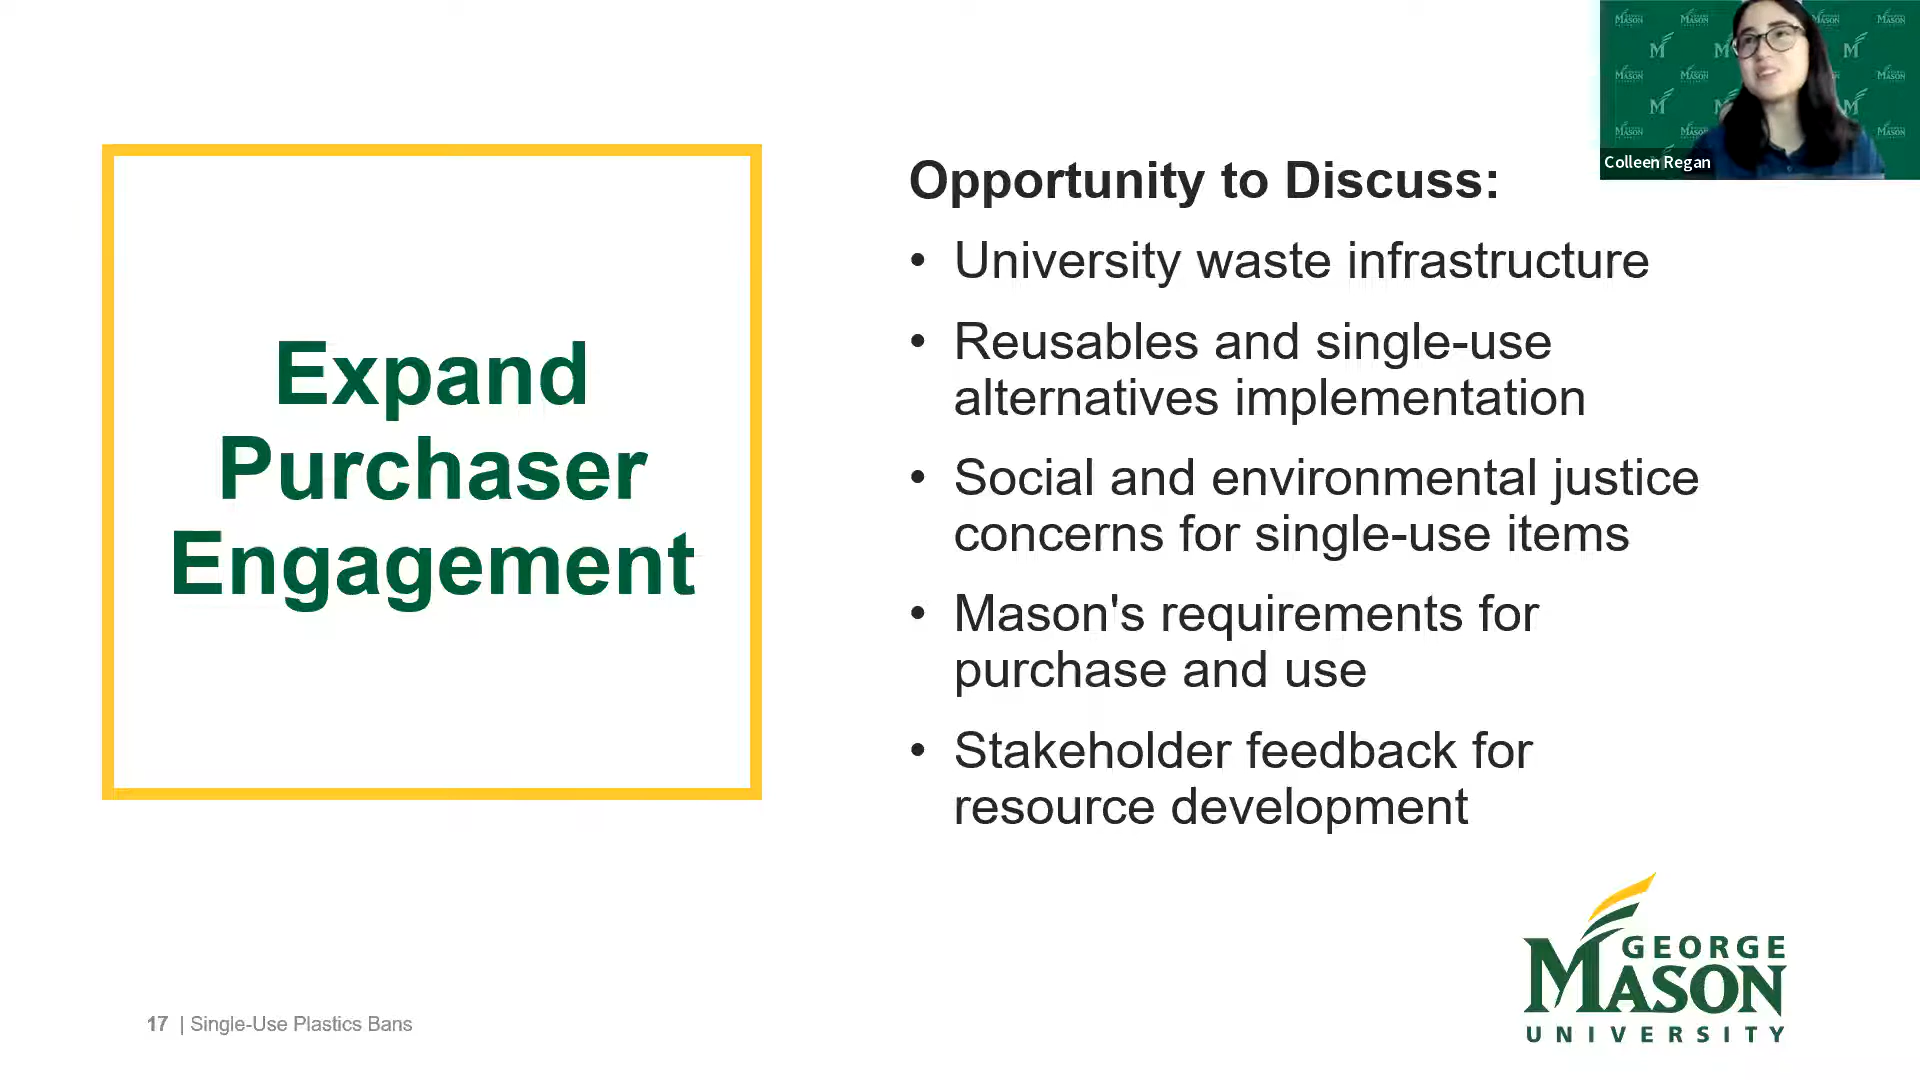 Expand
Purchaser
Engagement
Opportunity to Discuss:
• University waste infrastructure
• Reusables and single-use
alternatives implementation
• Social and environmental justice
concerns for single-use items
• Mason's requirements for
purchase and use
• Stakeholder feedback for
resource development
Colleen Regan
17 | Single-Use Plastics Bans
GEORGE
MASON
UNIVERSITY